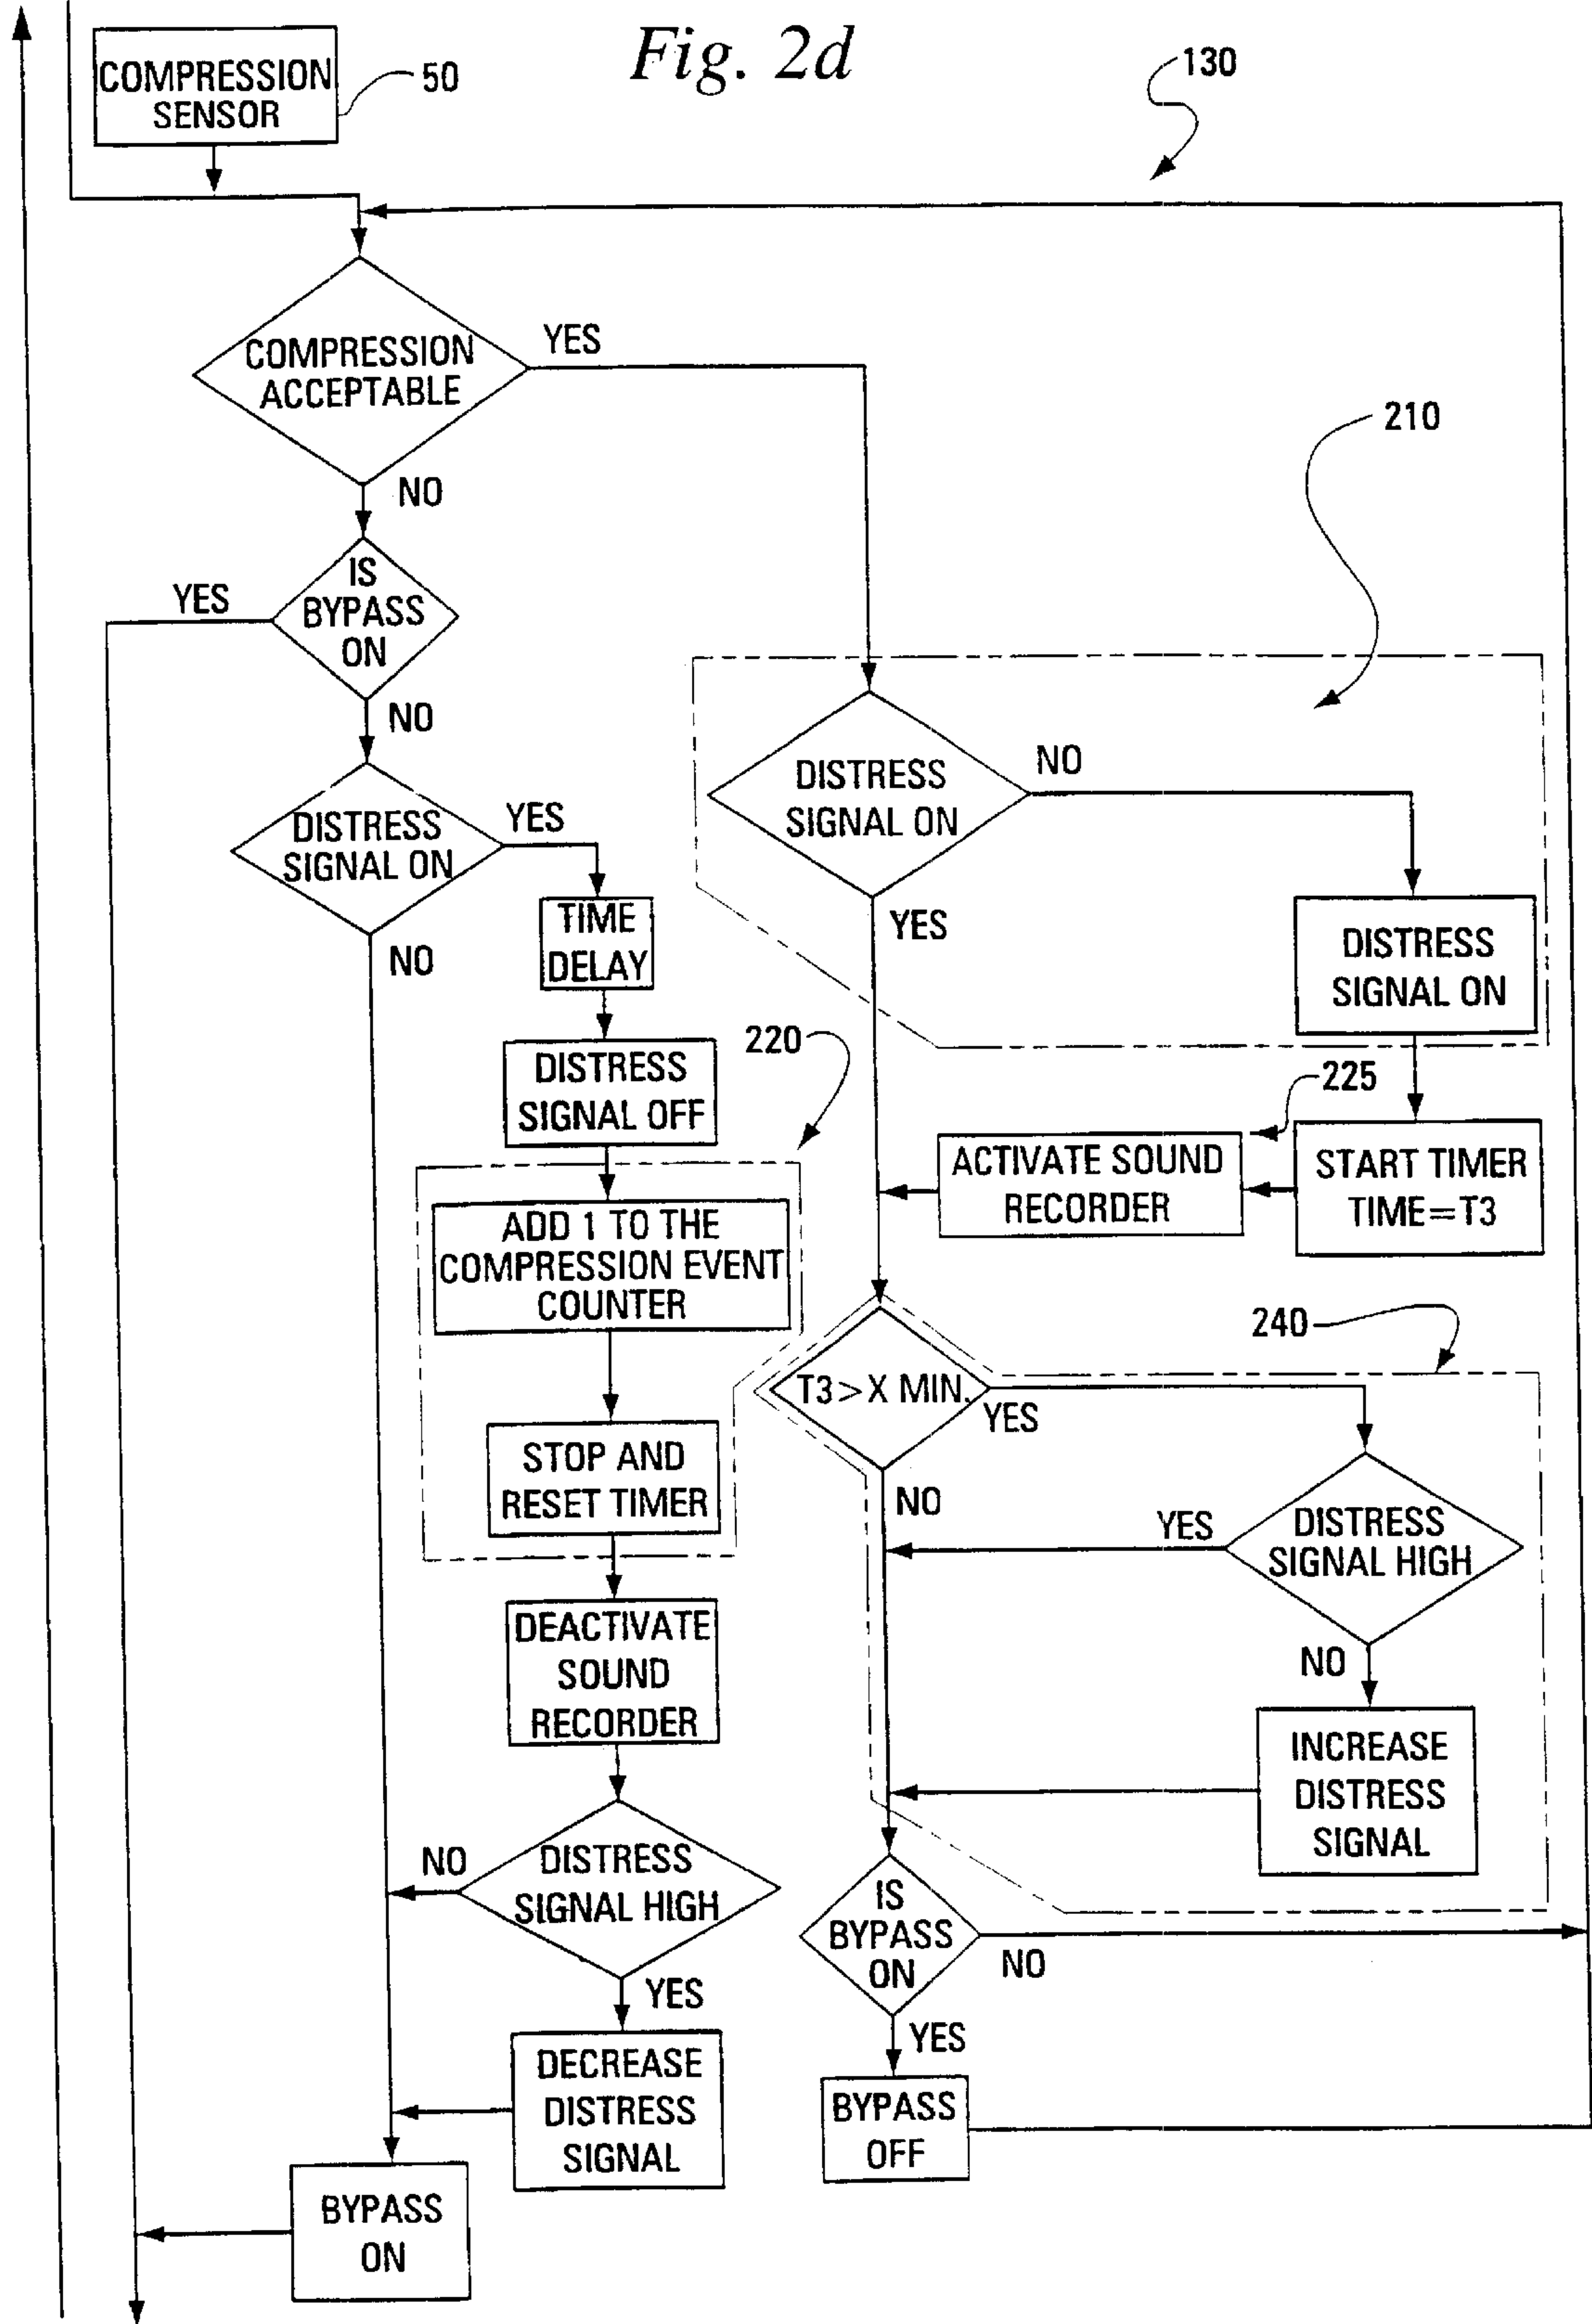 Fig. 2d
130
COMPRESSION
SENSOR
50
COMPRESSION
ACCEPTABLE
YES
NO
210
IS
BYPASS
ON
YES
NO
DISTRESS
SIGNAL ON
NO
YES
DISTRESS
SIGNAL ON
DISTRESS
SIGNAL ON
YES
NO
TIME
DELAY
DISTRESS
SIGNAL OFF
220
225
ACTIVATE SOUND
RECORDER
START TIMER
TIME=T3
ADD 1 TO THE
COMPRESSION EVENT
COUNTER
240
T3>X MIN.
YES
NO
STOP AND
RESET TIMER
DISTRESS
SIGNAL HIGH
YES
NO
DEACTIVATE
SOUND
RECORDER
INCREASE
DISTRESS
SIGNAL
DISTRESS
SIGNAL HIGH
NO
YES
IS
BYPASS
ON
NO
YES
DECREASE
DISTRESS
SIGNAL
BYPASS
OFF
BYPASS
ON